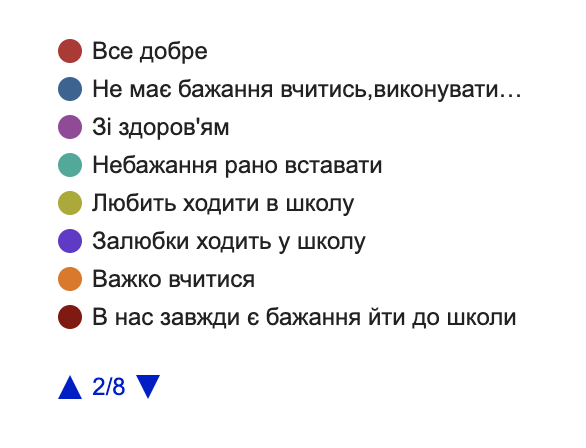 Все добре
Не має бажання вчитись,виконувати…
Зі здоров'ям
Небажання рано вставати
Любить ходити в школу
Залюбки ходить у школу
Важко вчитися
В нас завжди є бажання йти до школи
2/8